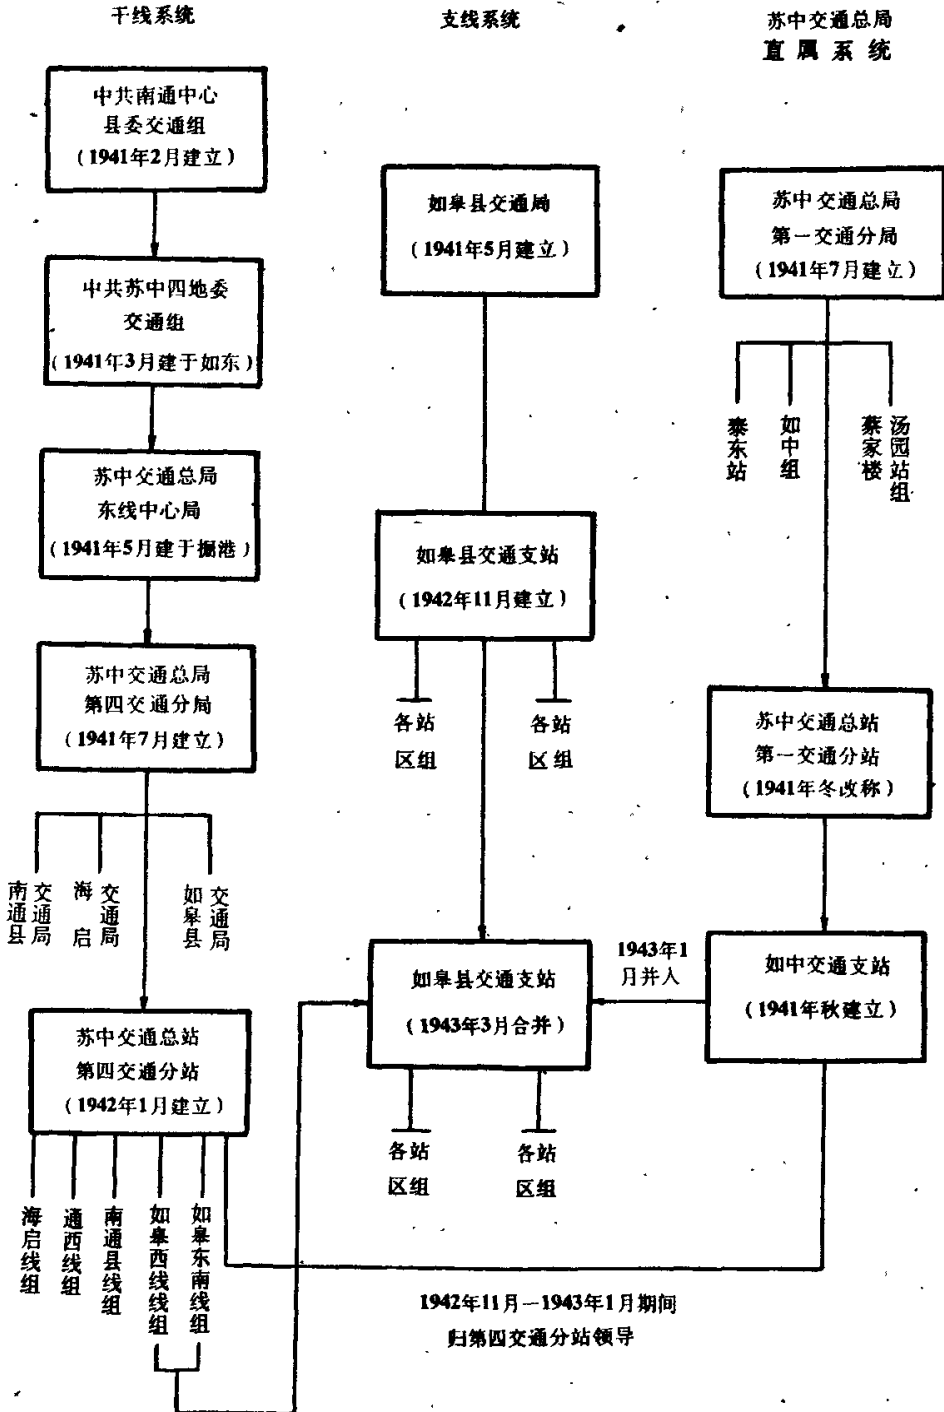 干线系统
中共南通中心
县委交通组
(1941年2月建立)
中共苏中四地委
交通组
(1941年3月建于如东)
苏中交通总局
东线中心局
(1941年5月建于掘港)
苏中交通总局
第四交通分局
(1941年7月建立)
南通县
交通局
海启
交通局
如皋县
交通局
苏中交通总站
第四交通分站
(1942年1月建立)
海启线组
通西线组
南通县线组
如皋西线线组
如皋东南线组
支线系统
如皋县交通局
(1941年5月建立)
如皋县交通支站
(1942年11月建立)
各站
区组
各站
区组
如皋县交通支站
(1943年3月合并)
各站
区组
各站
区组
苏中交通总局
直属系统
苏中交通总局
第一交通分局
(1941年7月建立)
泰东站
如中组
蔡家楼
汤园站组
苏中交通总站
第一交通分站
(1941年冬改称)
如中交通支站
(1941年秋建立)
1943年1
月并入
1942年11月—1943年1月期间
归第四交通分站领导